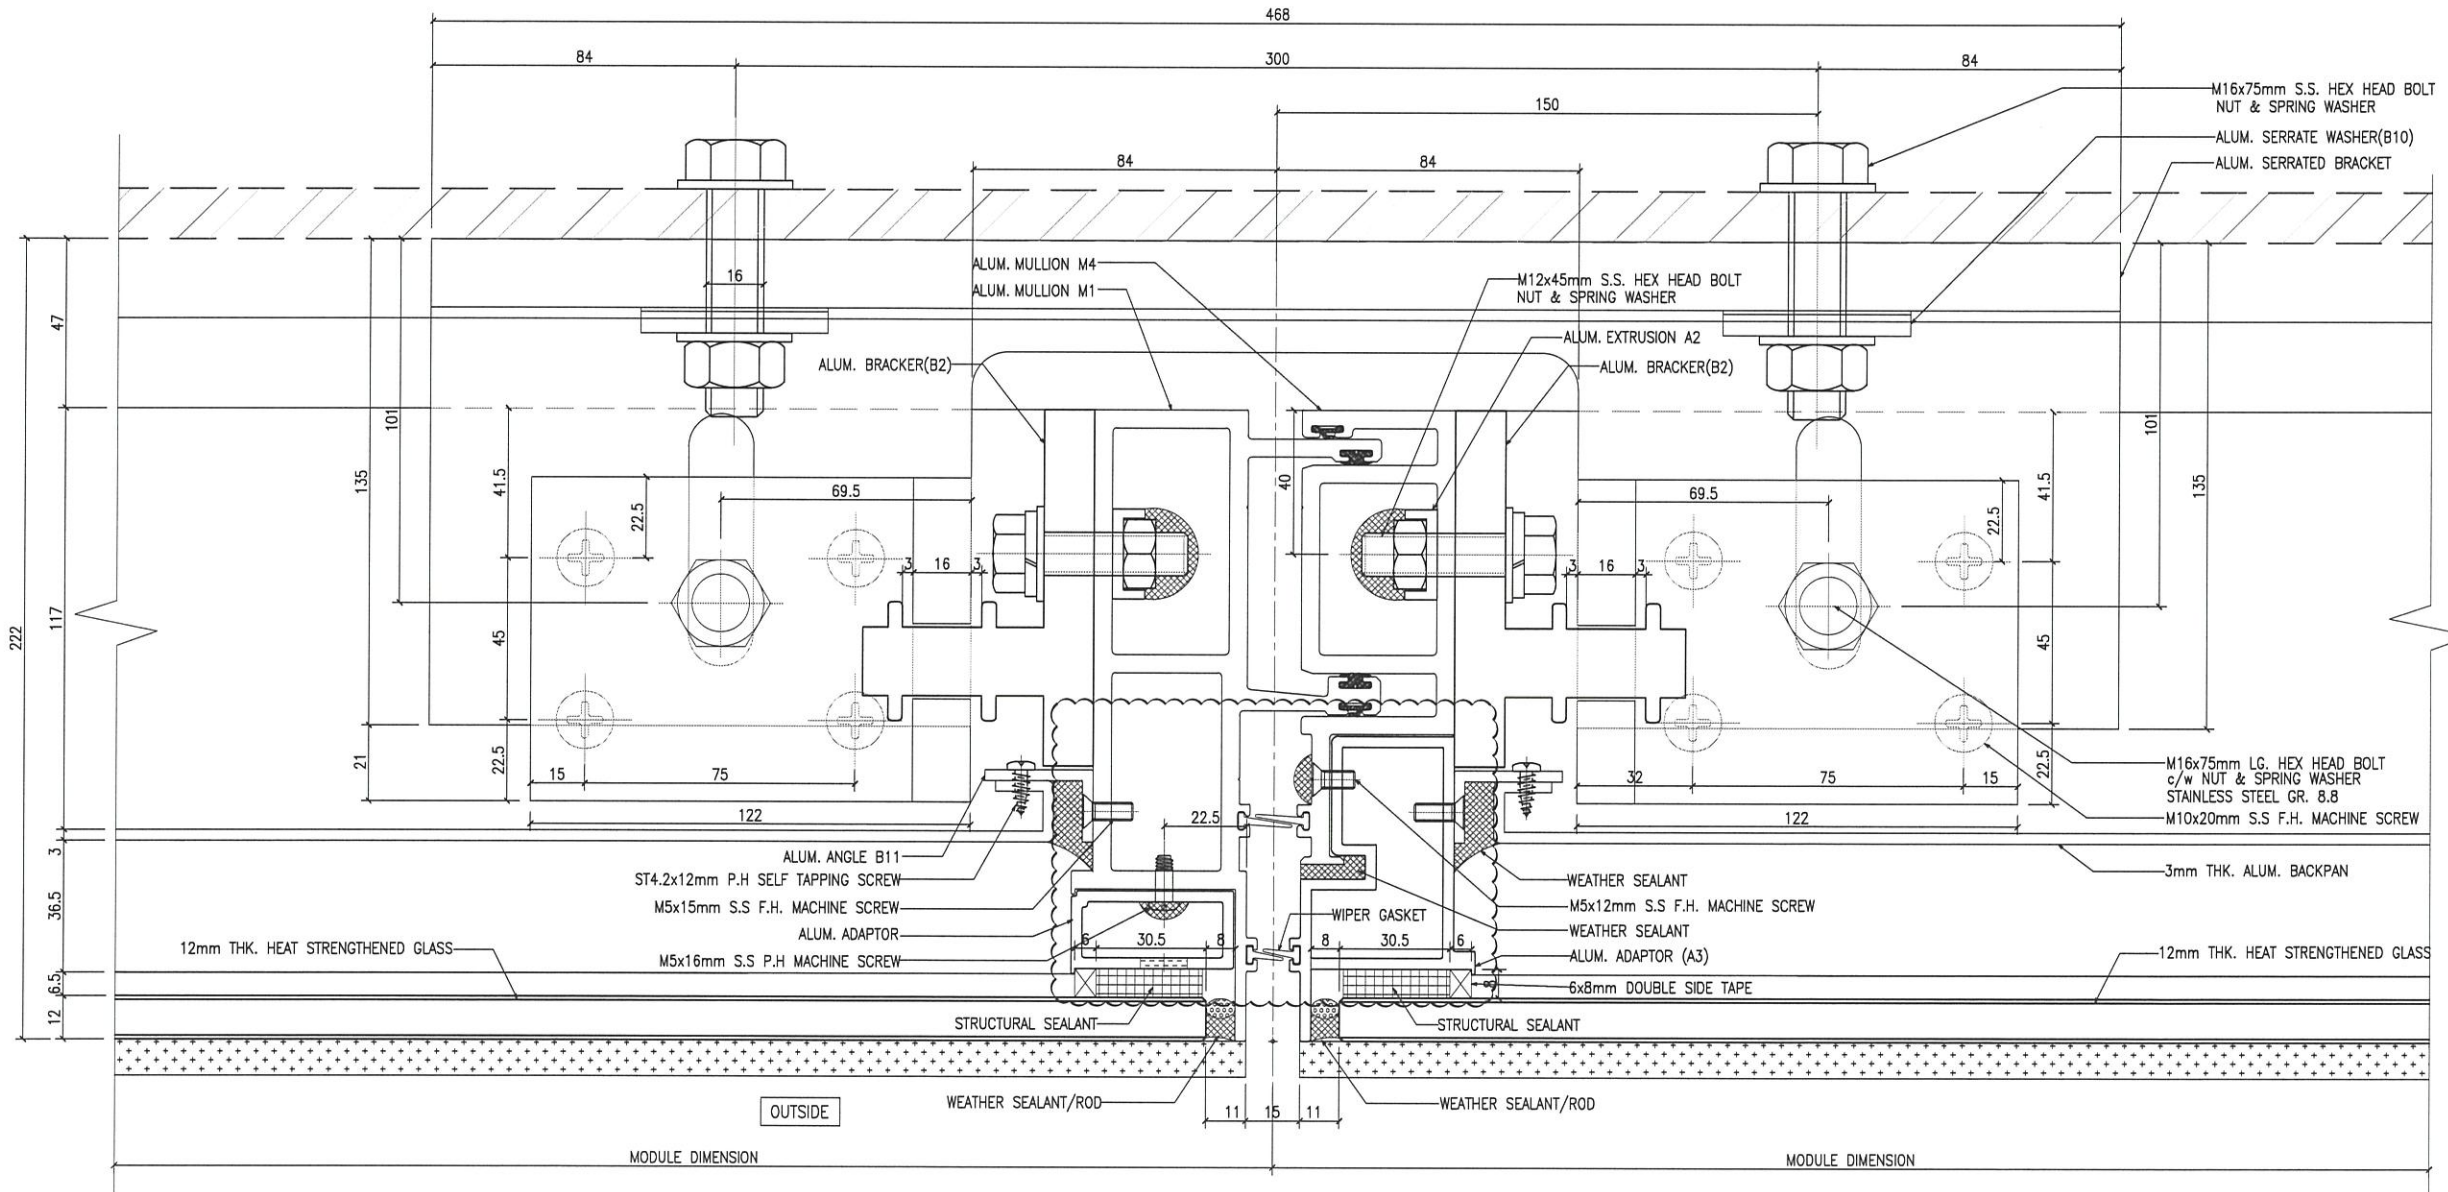 468
84
300
84
150
M16x75mm S.S. HEX HEAD BOLT
NUT & SPRING WASHER
ALUM. SERRATE WASHER(B10)
ALUM. SERRATED BRACKET
84
84
16
ALUM. MULLION M4
ALUM. MULLION M1
M12x45mm S.S. HEX HEAD BOLT
NUT & SPRING WASHER
ALUM. EXTRUSION A2
ALUM. BRACKER(B2)
ALUM. BRACKER(B2)
47
101
135
41.5
22.5
69.5
40
69.5
22.5
41.5
101
135
3
16
3
3
16
3
222
117
45
45
21
22.5
15
75
122
32
75
15
22.5
122
M16x75mm LG. HEX HEAD BOLT
c/w NUT & SPRING WASHER
STAINLESS STEEL GR. 8.8
M10x20mm S.S F.H. MACHINE SCREW
22.5
3
ALUM. ANGLE B11
ST4.2x12mm P.H SELF TAPPING SCREW
M5x15mm S.S F.H. MACHINE SCREW
ALUM. ADAPTOR
M5x16mm S.S P.H MACHINE SCREW
WEATHER SEALANT
3mm THK. ALUM. BACKPAN
M5x12mm S.S F.H. MACHINE SCREW
WIPER GASKET
WEATHER SEALANT
ALUM. ADAPTOR (A3)
36.5
6
30.5
8
8
30.5
6
12mm THK. HEAT STRENGTHENED GLASS
12mm THK. HEAT STRENGTHENED GLASS
6.5
8
6x8mm DOUBLE SIDE TAPE
12
STRUCTURAL SEALANT
STRUCTURAL SEALANT
OUTSIDE
WEATHER SEALANT/ROD
11
15
11
WEATHER SEALANT/ROD
MODULE DIMENSION
MODULE DIMENSION